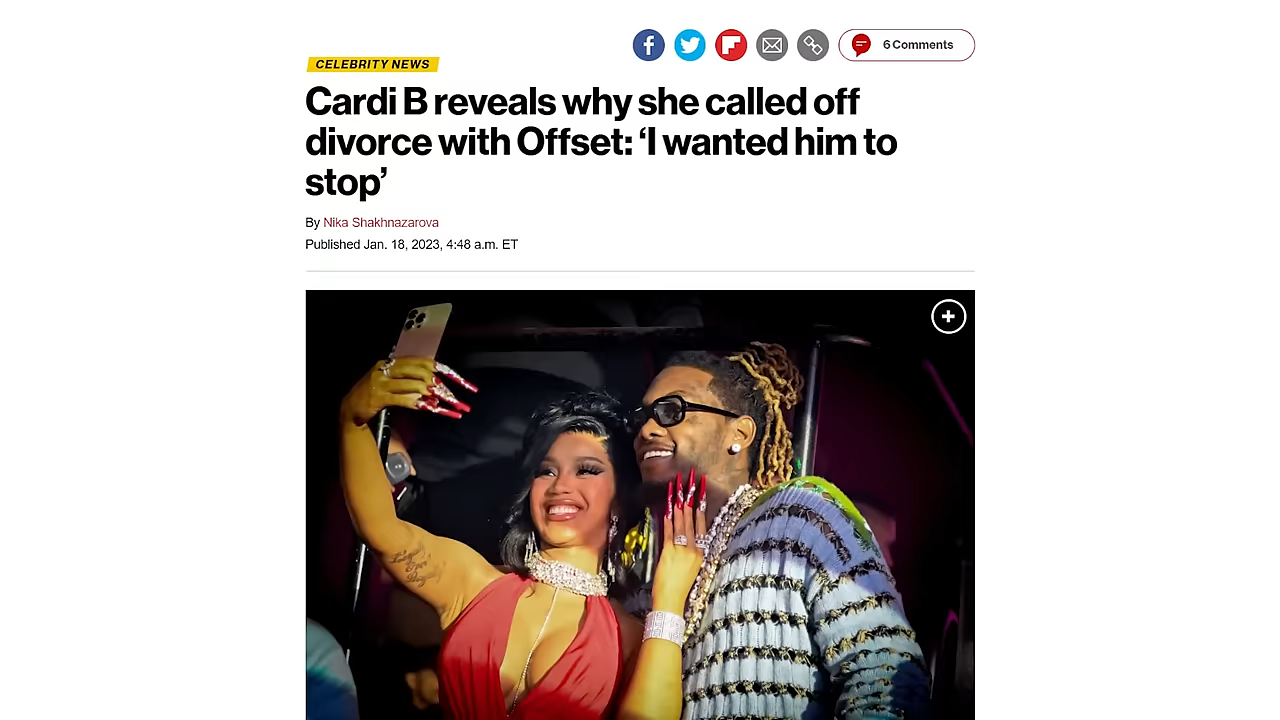 6 Comments
CELEBRITY NEWS
Cardi B reveals why she called off
divorce with Offset: ‘I wanted him to
stop’
By Nika Shakhnazarova
Published Jan. 18, 2023, 4:48 a.m. ET